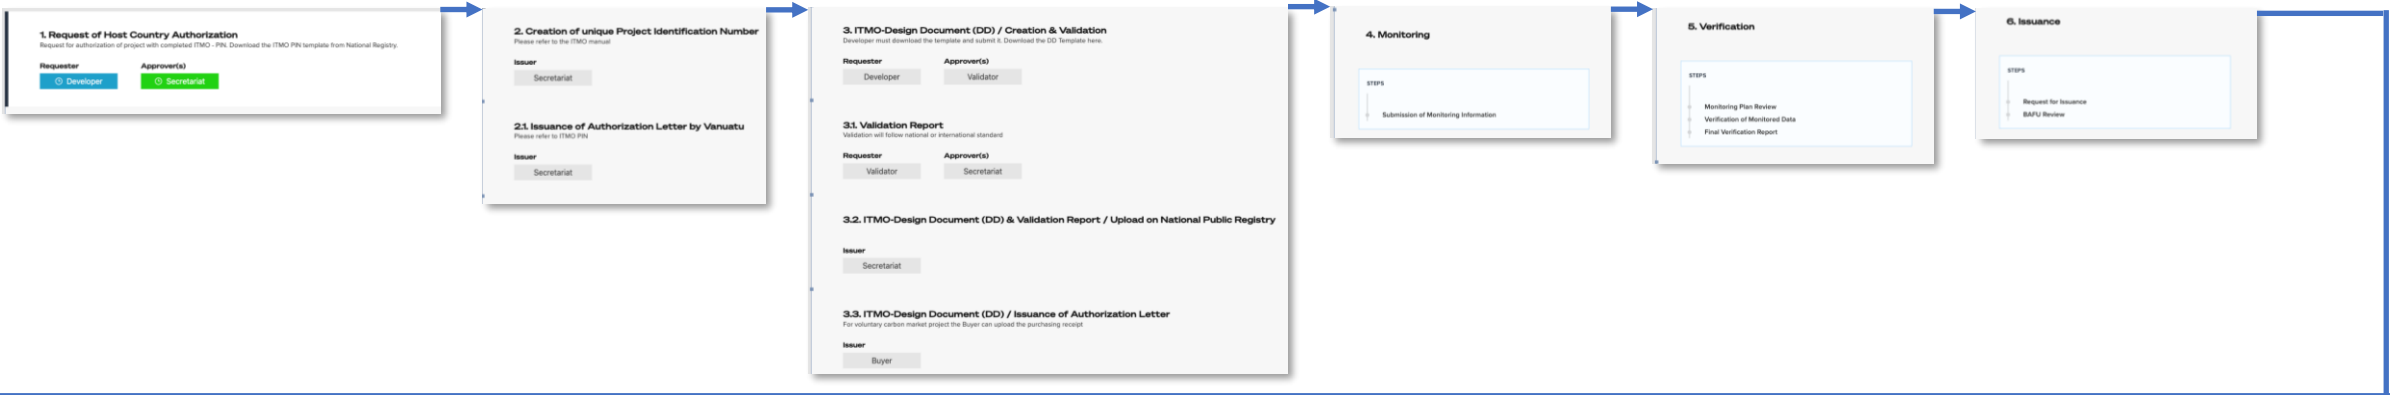 1. Request of Host Country Authorization
Request for authorization of project with completed ITMO - PIN. Download the ITMO PIN template from National Registry.
Requester Approver(s)
Developer Secretariat
2. Creation of unique Project Identification Number
Please refer to the ITMO manual
Issuer
Secretariat
2.1. Issuance of Authorization Letter by Vanuatu
Please refer to ITMO PIN
Issuer
Secretariat
3. ITMO-Design Document (DD) / Creation & Validation
Developer must download the template and submit it. Download the DD Template here.
Requester Approver(s)
Developer Validator
3.1. Validation Report
Validation will follow national or international standard
Requester Approver(s)
Validator Secretariat
3.2. ITMO-Design Document (DD) & Validation Report / Upload on National Public Registry
Issuer
Secretariat
3.3. ITMO-Design Document (DD) / Issuance of Authorization Letter
For voluntary carbon market project the Buyer can upload the purchasing receipt
Issuer
Buyer
4. Monitoring
STEPS
Submission of Monitoring Information
5. Verification
STEPS
Monitoring Plan Review
Verification of Monitored Data
Final Verification Report
6. Issuance
STEPS
Request for Issuance
BAFU Review